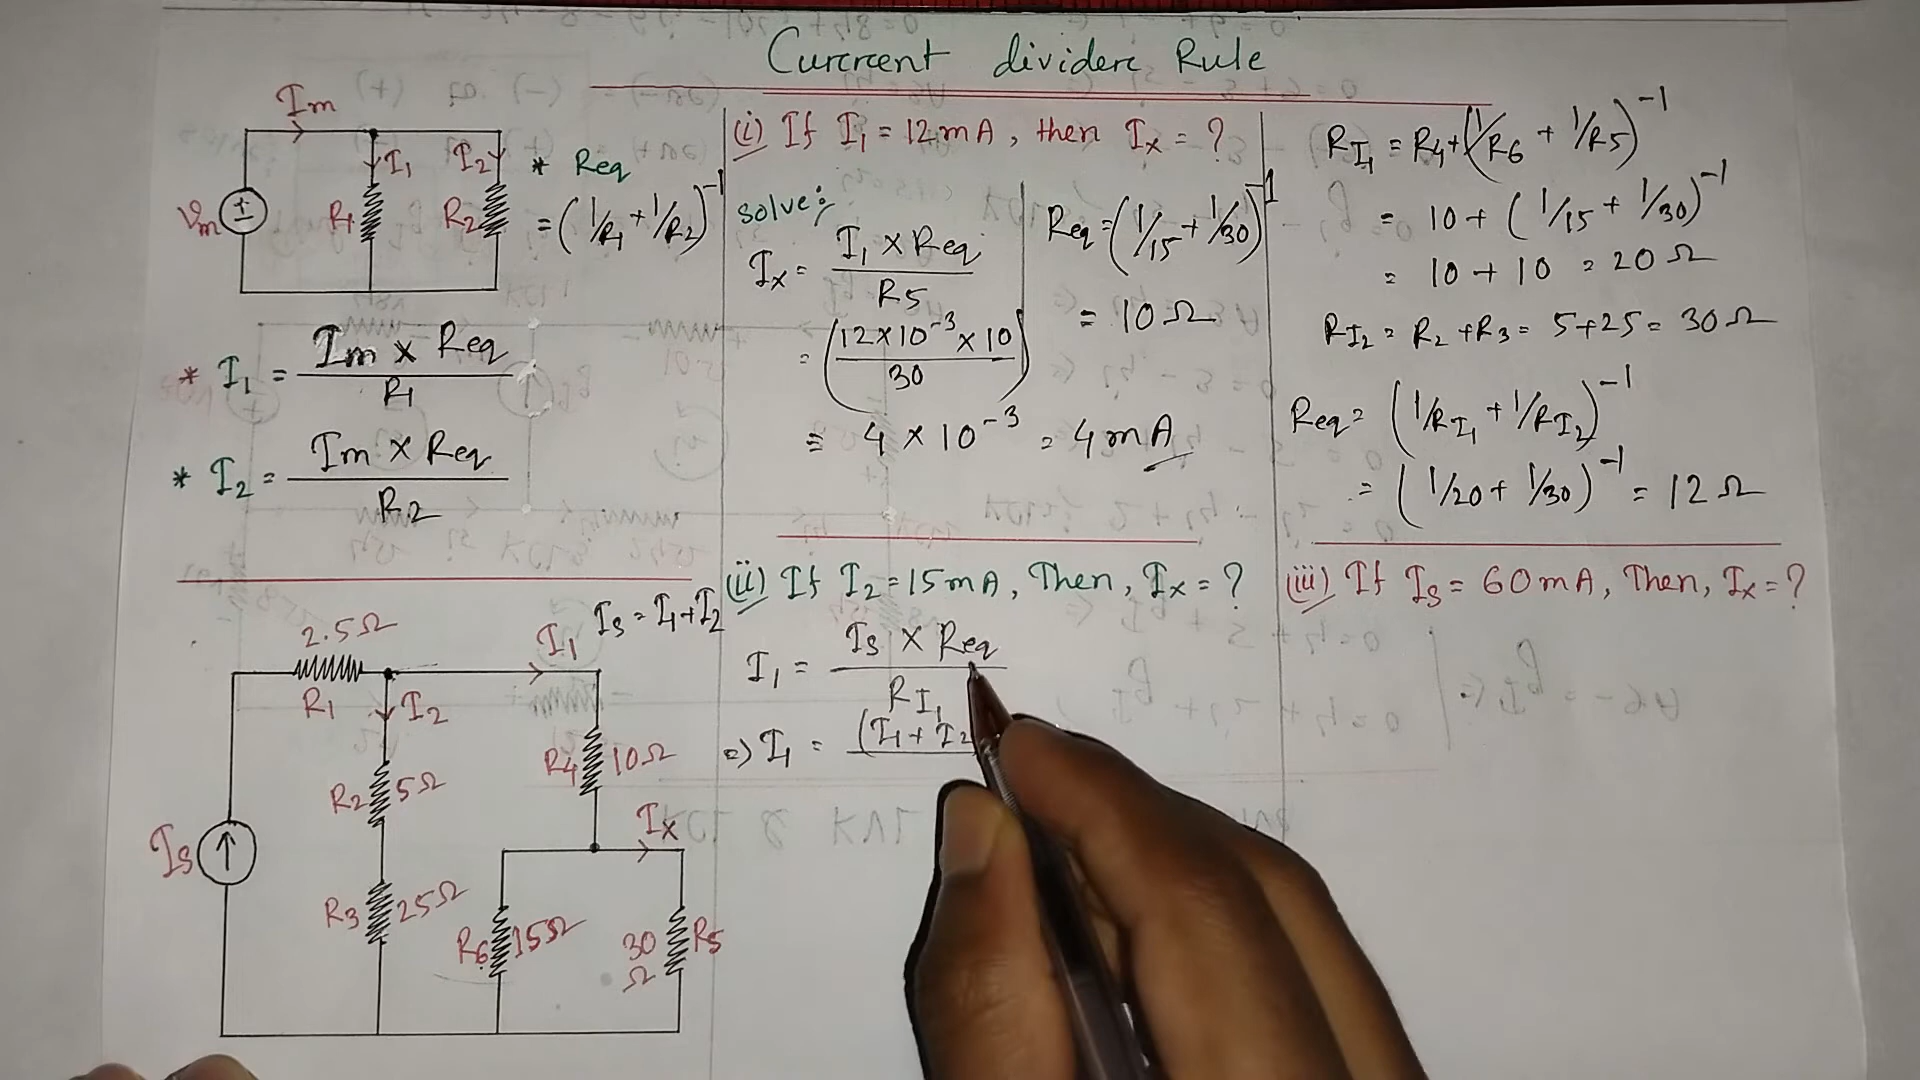 Current divider Rule
Im
I1
I2
Vm
R1
R2
* Req
= (1/R1 + 1/R2)^-1
* I1 = Im × Req / R1
* I2 = Im × Req / R2
(i) If I1 = 12mA, then Ix = ?
solve:
Ix = I1 × Req / R5
= (12×10^-3 × 10 / 30)
= 4 × 10^-3 = 4mA
Req = (1/15 + 1/30)^-1
= 10Ω
RI1 = R4 + (1/R6 + 1/R5)^-1
= 10 + (1/15 + 1/30)^-1
= 10 + 10 = 20Ω
RI2 = R2 + R3 = 5+25 = 30Ω
Req = (1/RI1 + 1/RI2)^-1
= (1/20 + 1/30)^-1 = 12Ω
Is = I1+I2
2.5Ω
R1
I1
I2
R2 5Ω
R4 10Ω
Ix
Is
R3 25Ω
R6 15Ω
30 Ω R5
(ii) If I2 = 15mA, Then, Ix = ?
I1 = Is × Req / RI1
=) I1 = (I1 + I2
(iii) If Is = 60mA, Then, Ix = ?